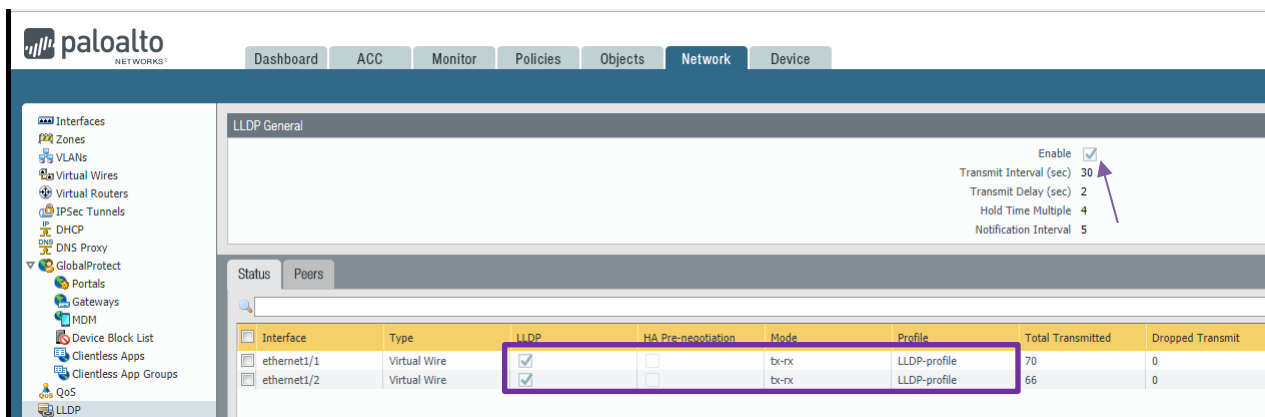 paloalto
NETWORKS®
Dashboard ACC Monitor Policies Objects Network Device
Interfaces
Zones
VLANs
Virtual Wires
Virtual Routers
IPSec Tunnels
DHCP
DNS Proxy
GlobalProtect
Portals
Gateways
MDM
Device Block List
Clientless Apps
Clientless App Groups
QoS
LLDP
LLDP General
Enable
Transmit Interval (sec) 30
Transmit Delay (sec) 2
Hold Time Multiple 4
Notification Interval 5
Status Peers
Interface Type LLDP HA Pre-negotiation Mode Profile Total Transmitted Dropped Transmit
ethernet1/1 Virtual Wire tx-rx LLDP-profile 70 0
ethernet1/2 Virtual Wire tx-rx LLDP-profile 66 0